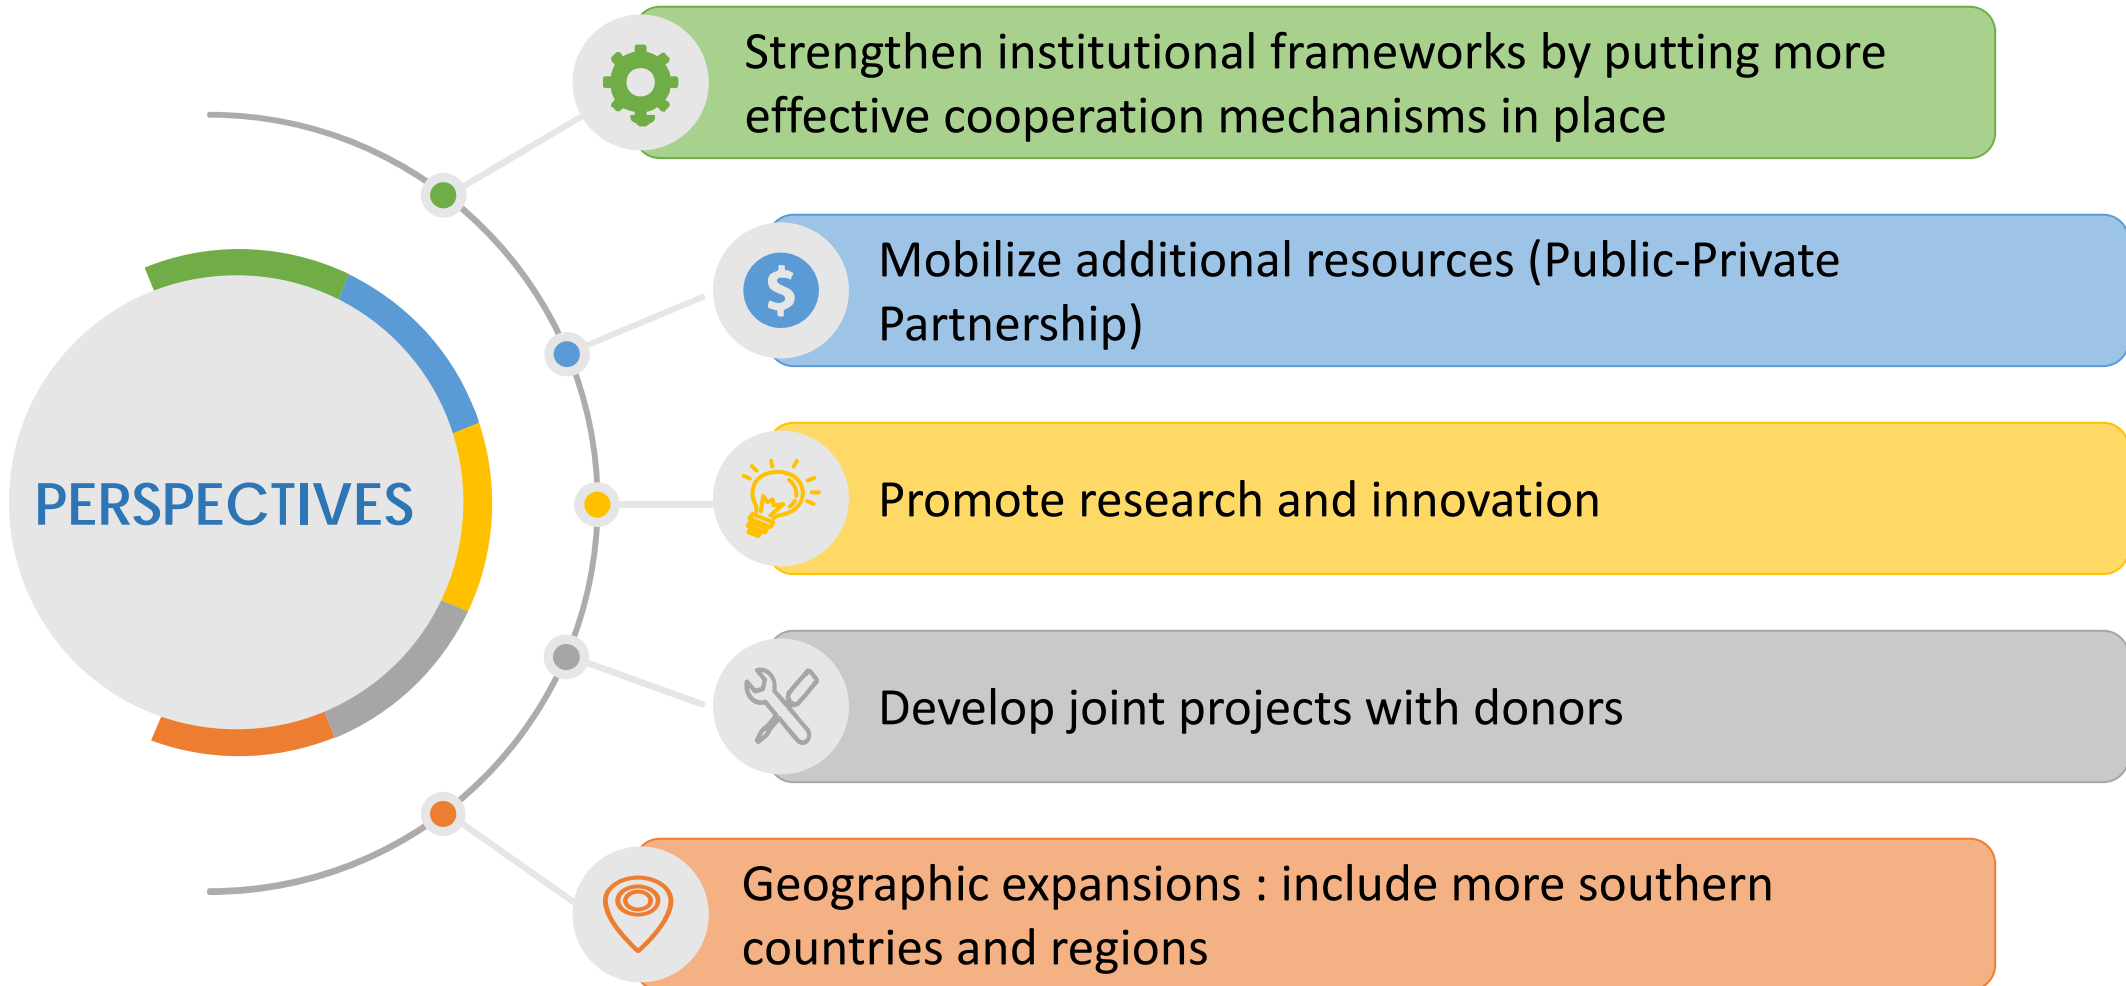 Strengthen institutional frameworks by putting more
effective cooperation mechanisms in place
$
Mobilize additional resources (Public-Private
Partnership)
PERSPECTIVES
Promote research and innovation
Develop joint projects with donors
Geographic expansions : include more southern
countries and regions